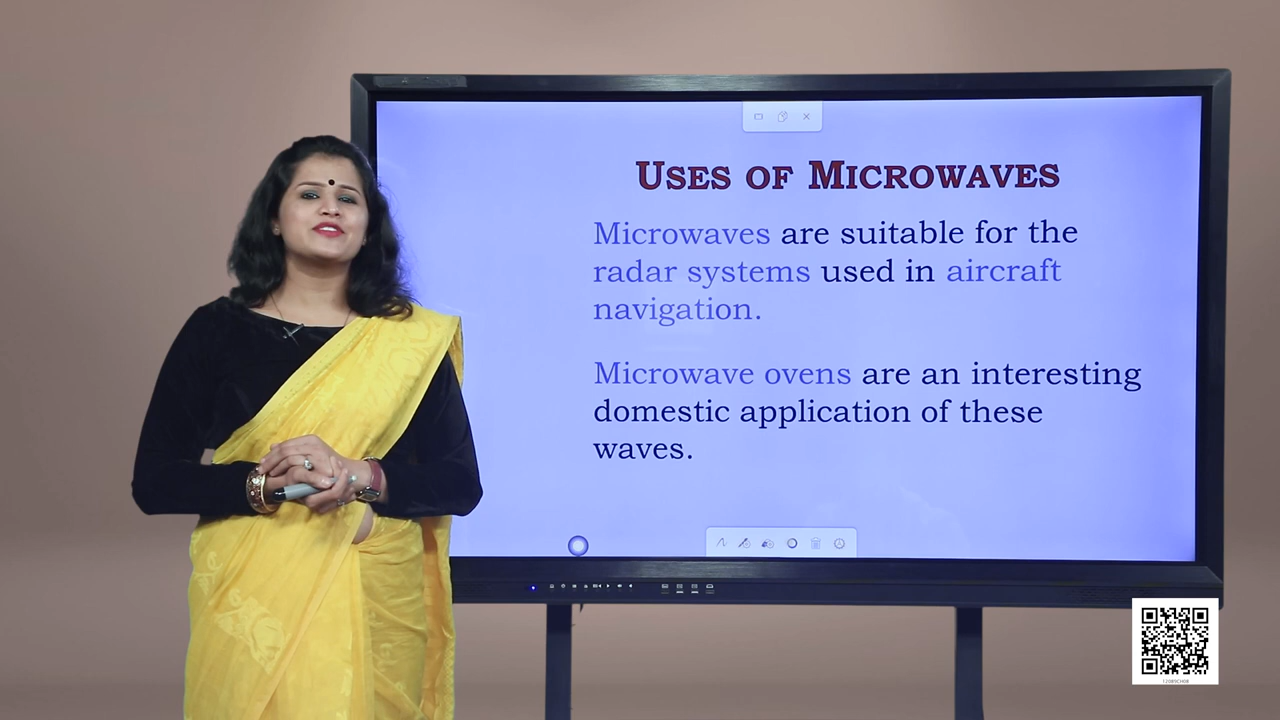 USES OF MICROWAVES
Microwaves are suitable for the
radar systems used in aircraft
navigation.
Microwave ovens are an interesting
domestic application of these
waves.